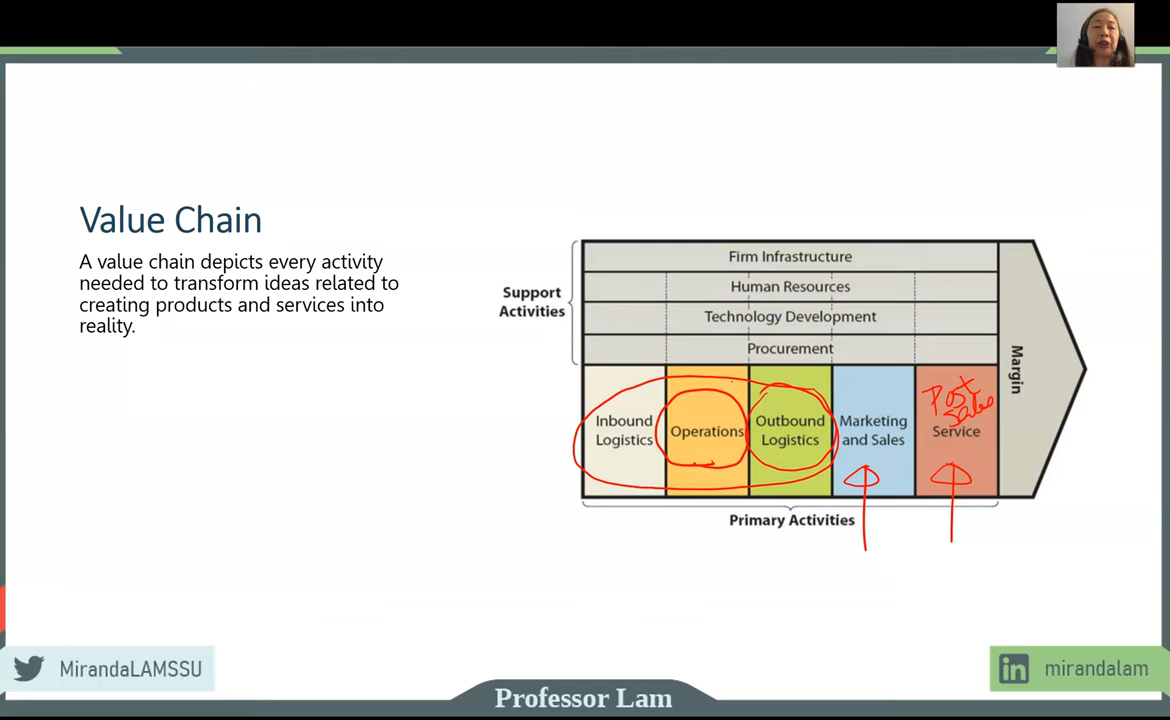 Value Chain
A value chain depicts every activity
needed to transform ideas related to
creating products and services into
reality.
Support
Activities
Firm Infrastructure
Human Resources
Technology Development
Procurement
Margin
Inbound
Logistics
Operations
Outbound
Logistics
Marketing
and Sales
Post
Sales
Service
Primary Activities
MirandaLAMSSU
Professor Lam
in
mirandalam